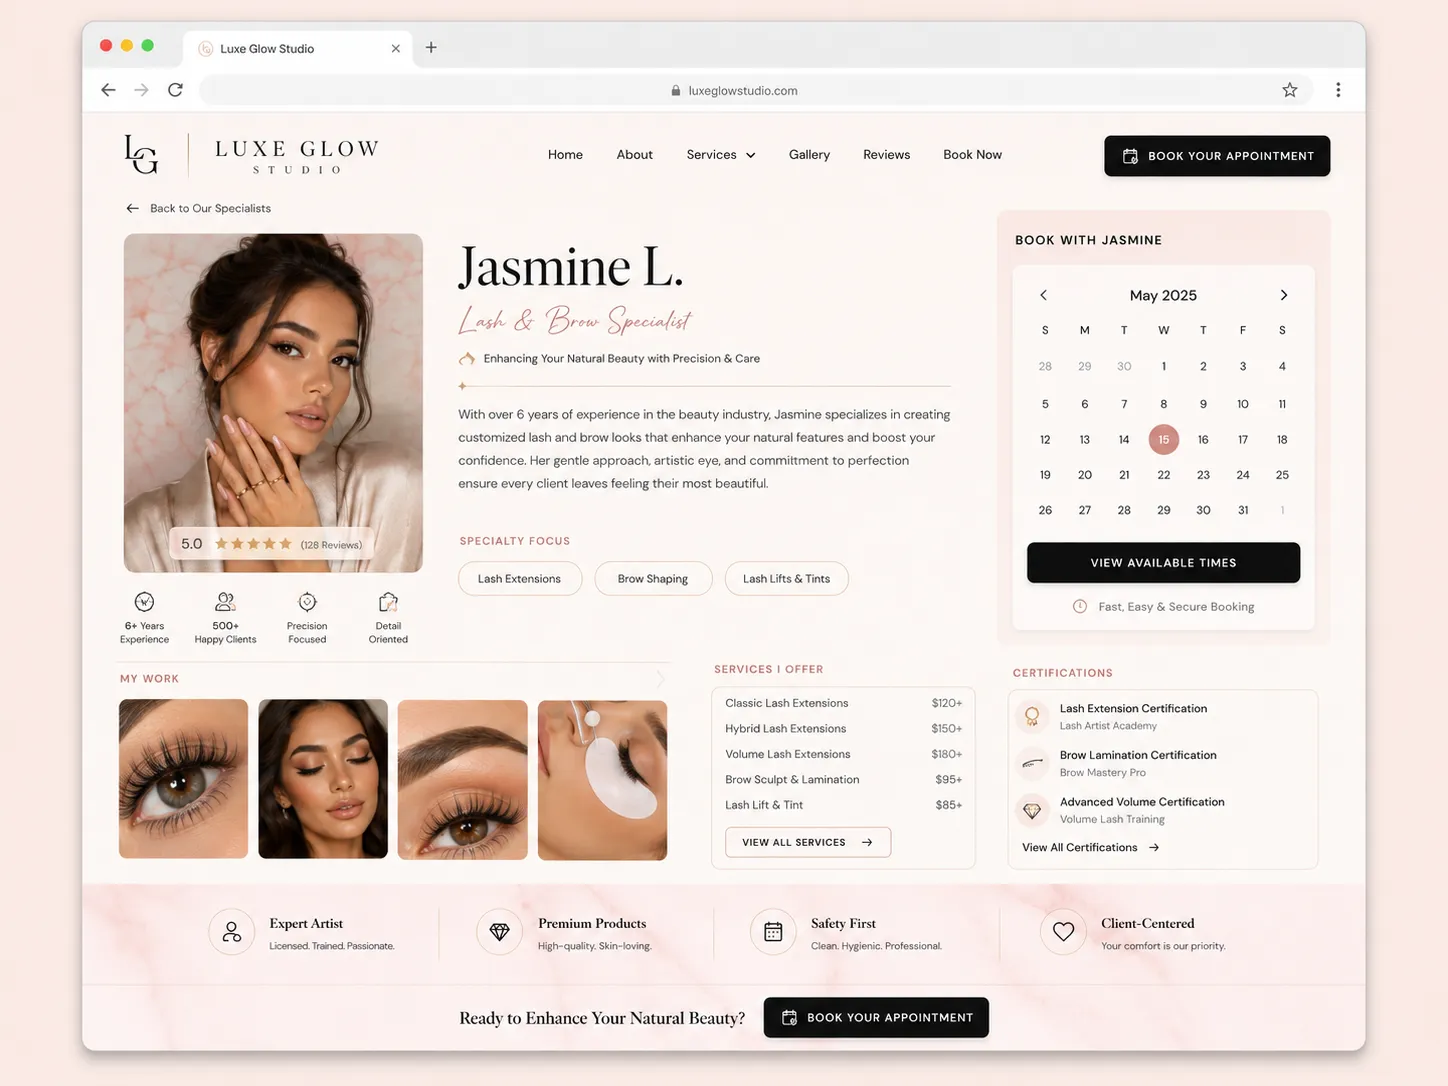 Luxe Glow Studio
luxeglowstudio.com
LG
LUXE GLOW
STUDIO
Home
About
Services
Gallery
Reviews
Book Now
BOOK YOUR APPOINTMENT
Back to Our Specialists
5.0
(128 Reviews)
6+ Years
Experience
500+
Happy Clients
Precision
Focused
Detail
Oriented
Jasmine L.
Lash & Brow Specialist
Enhancing Your Natural Beauty with Precision & Care
With over 6 years of experience in the beauty industry, Jasmine specializes in creating
customized lash and brow looks that enhance your natural features and boost your
confidence. Her gentle approach, artistic eye, and commitment to perfection
ensure every client leaves feeling their most beautiful.
SPECIALTY FOCUS
Lash Extensions
Brow Shaping
Lash Lifts & Tints
BOOK WITH JASMINE
May 2025
S M T W T F S
28 29 30 1 2 3 4
5 6 7 8 9 10 11
12 13 14 15 16 17 18
19 20 21 22 23 24 25
26 27 28 29 30 31 1
VIEW AVAILABLE TIMES
Fast, Easy & Secure Booking
MY WORK
SERVICES I OFFER
Classic Lash Extensions $120+
Hybrid Lash Extensions $150+
Volume Lash Extensions $180+
Brow Sculpt & Lamination $95+
Lash Lift & Tint $85+
VIEW ALL SERVICES
CERTIFICATIONS
Lash Extension Certification
Lash Artist Academy
Brow Lamination Certification
Brow Mastery Pro
Advanced Volume Certification
Volume Lash Training
View All Certifications
Expert Artist
Licensed. Trained. Passionate.
Premium Products
High-quality. Skin-loving.
Safety First
Clean. Hygienic. Professional.
Client-Centered
Your comfort is our priority.
Ready to Enhance Your Natural Beauty?
BOOK YOUR APPOINTMENT